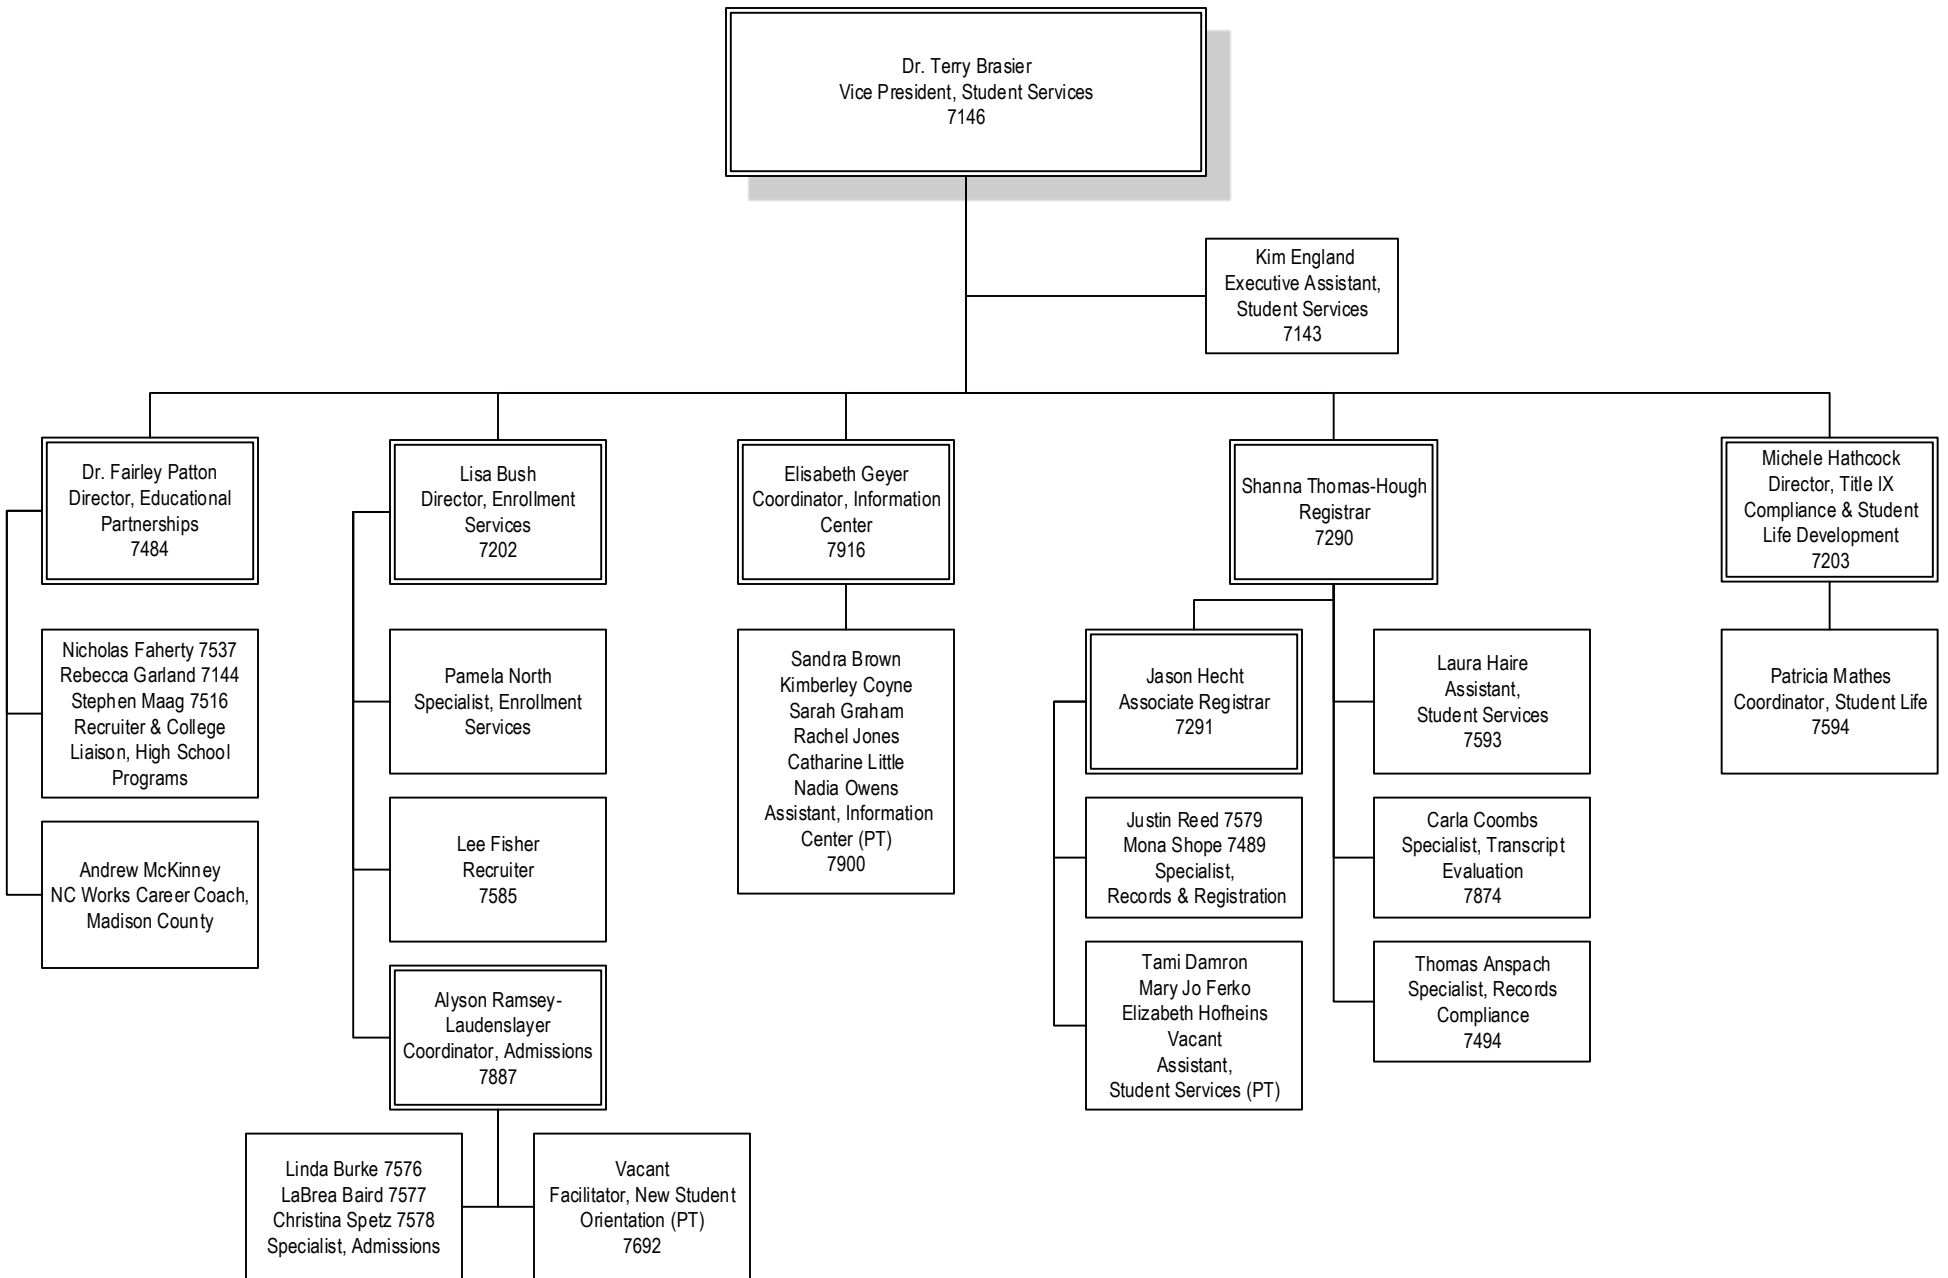 Dr. Terry Brasier
Vice President, Student Services
7146
Kim England
Executive Assistant,
Student Services
7143
Dr. Fairley Patton
Director, Educational
Partnerships
7484
Lisa Bush
Director, Enrollment
Services
7202
Elisabeth Geyer
Coordinator, Information
Center
7916
Shanna Thomas-Hough
Registrar
7290
Michele Hathcock
Director, Title IX
Compliance & Student
Life Development
7203
Nicholas Faherty 7537
Rebecca Garland 7144
Stephen Maag 7516
Recruiter & College
Liaison, High School
Programs
Andrew McKinney
NC Works Career Coach,
Madison County
Pamela North
Specialist, Enrollment
Services
Lee Fisher
Recruiter
7585
Alyson Ramsey-
Laudenslayer
Coordinator, Admissions
7887
Linda Burke 7576
LaBrea Baird 7577
Christina Spetz 7578
Specialist, Admissions
Vacant
Facilitator, New Student
Orientation (PT)
7692
Sandra Brown
Kimberley Coyne
Sarah Graham
Rachel Jones
Catharine Little
Nadia Owens
Assistant, Information
Center (PT)
7900
Jason Hecht
Associate Registrar
7291
Justin Reed 7579
Mona Shope 7489
Specialist,
Records & Registration
Tami Damron
Mary Jo Ferko
Elizabeth Hofheins
Vacant
Assistant,
Student Services (PT)
Laura Haire
Assistant,
Student Services
7593
Carla Coombs
Specialist, Transcript
Evaluation
7874
Thomas Anspach
Specialist, Records
Compliance
7494
Patricia Mathes
Coordinator, Student Life
7594